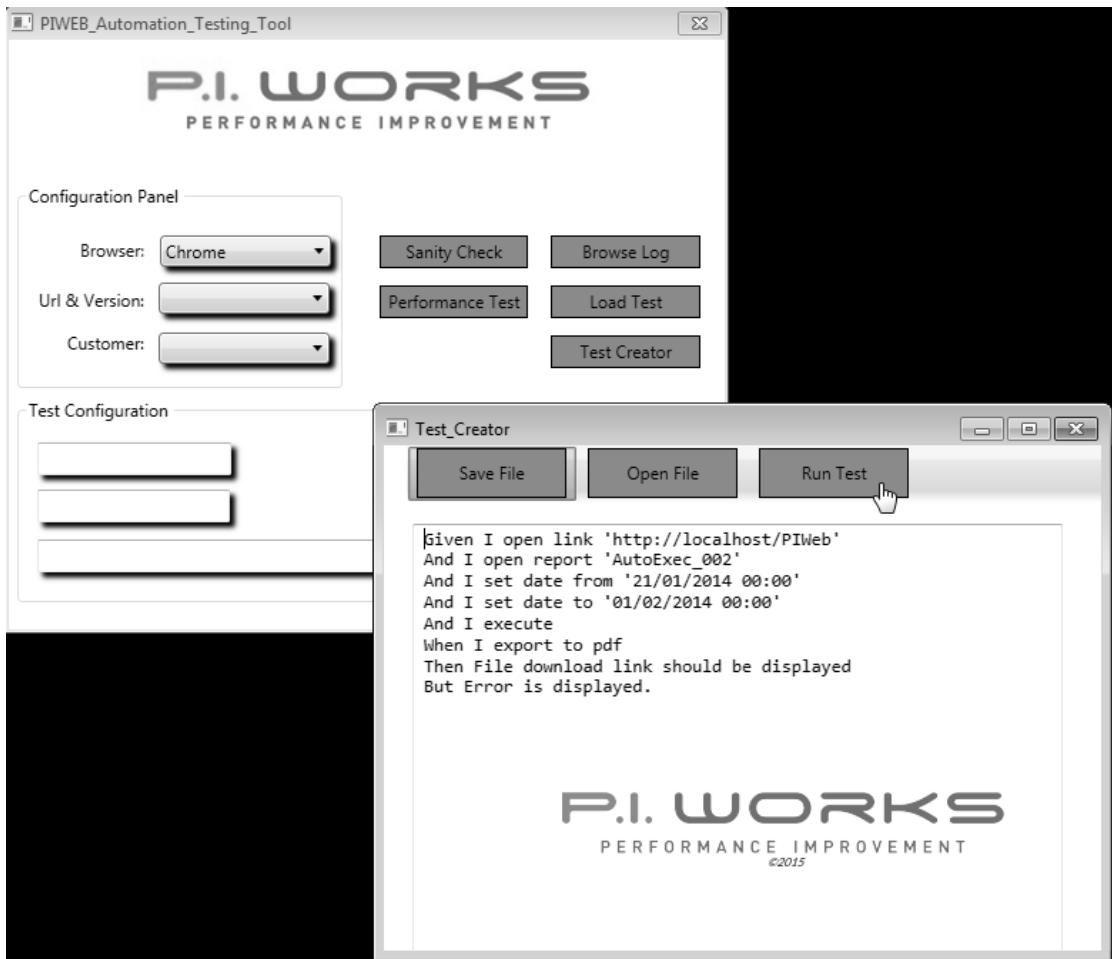 PIWEB_Automation_Testing_Tool
P.I. WORKS
PERFORMANCE IMPROVEMENT
Configuration Panel
Browser: Chrome
Sanity Check Browse Log
Url & Version:
Performance Test Load Test
Customer:
Test Creator
Test Configuration
Test_Creator
Save File Open File Run Test
Given I open link 'http://localhost/PIWeb'
And I open report 'AutoExec_002'
And I set date from '21/01/2014 00:00'
And I set date to '01/02/2014 00:00'
And I execute
When I export to pdf
Then File download link should be displayed
But Error is displayed.
P.I. WORKS
PERFORMANCE IMPROVEMENT
©2015